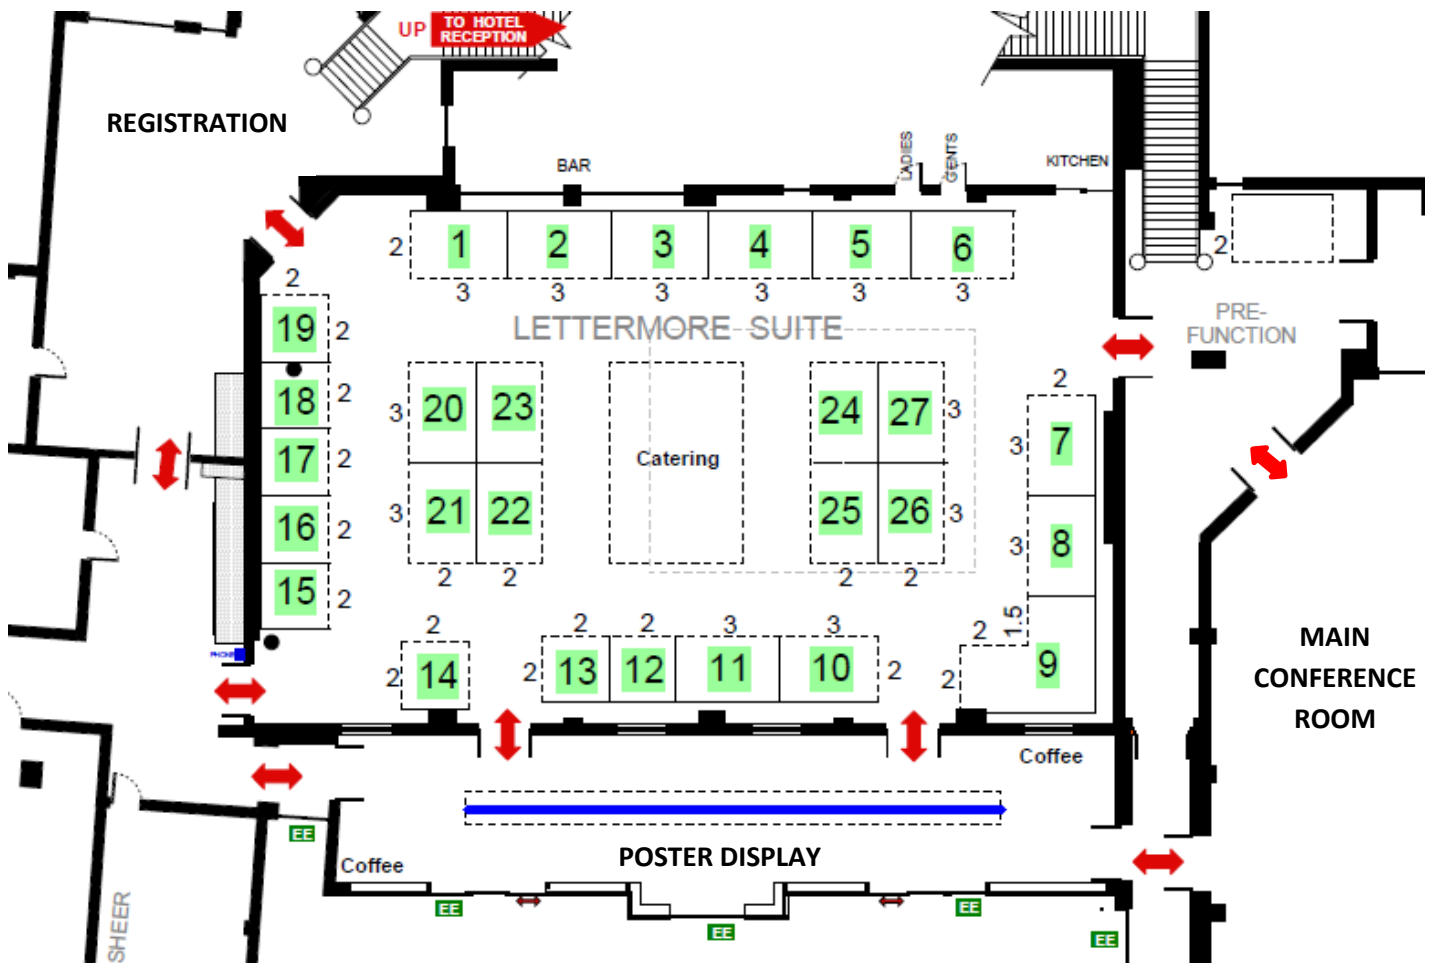 UP
TO HOTEL
RECEPTION
REGISTRATION
BAR
LADIES
GENTS
KITCHEN
2 1 2 3 4 5 6 2
3 3 3 3 3 3
2
19 2
LETTERMORE SUITE
PRE-
FUNCTION
18 2
3 20 23
24 27 3
2
3 7
17 2
Catering
3 21 22
25 26 3
16 2
3 8
2 2
2 2
15 2
2
2 2 3 3
2 1.5
2 14
2 13 12 11 10 2
2 9
MAIN
CONFERENCE
ROOM
PHONE
Coffee
EE
POSTER DISPLAY
Coffee
SHEER
EE
EE
EE
EE